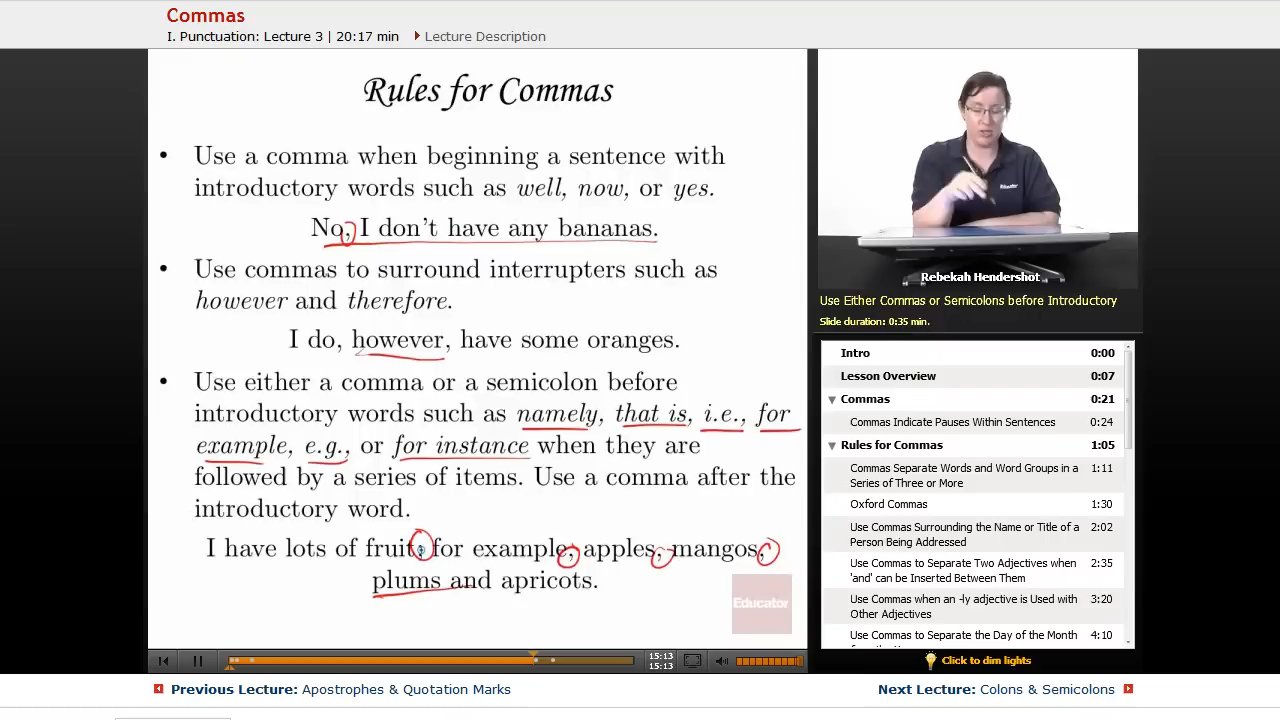 Commas
I. Punctuation: Lecture 3 | 20:17 min
Lecture Description
Rules for Commas
• Use a comma when beginning a sentence with
introductory words such as well, now, or yes.
No, I don't have any bananas.
• Use commas to surround interrupters such as
however and therefore.
I do, however, have some oranges.
• Use either a comma or a semicolon before
introductory words such as namely, that is, i.e., for
example, e.g., or for instance when they are
followed by a series of items. Use a comma after the
introductory word.
I have lots of fruit; for example, apples, mangos,
plums and apricots.
Educator
Educator
Rebekah Hendershot
Use Either Commas or Semicolons before Introductory
Slide duration: 0:35 min.
Intro 0:00
Lesson Overview 0:07
Commas 0:21
Commas Indicate Pauses Within Sentences 0:24
Rules for Commas 1:05
Commas Separate Words and Word Groups in a 1:11
Series of Three or More
Oxford Commas 1:30
Use Commas Surrounding the Name or Title of a 2:02
Person Being Addressed
Use Commas to Separate Two Adjectives when 2:35
'and' can be Inserted Between Them
Use Commas when an -ly adjective is Used with 3:20
Other Adjectives
Use Commas to Separate the Day of the Month 4:10
15:13
15:13
Click to dim lights
Previous Lecture: Apostrophes & Quotation Marks
Next Lecture: Colons & Semicolons